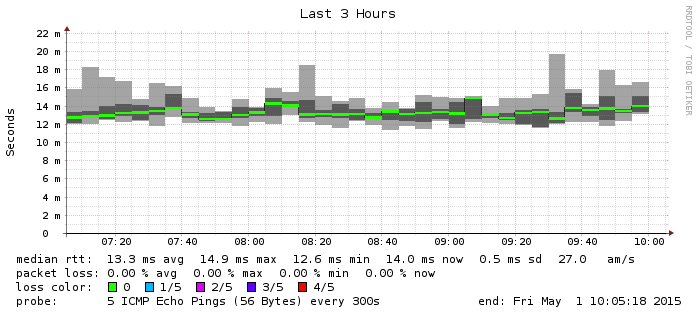 Last 3 Hours
RRDTOOL / TOBI OETIKER
Seconds
22 m
20 m
18 m
16 m
14 m
12 m
10 m
8 m
6 m
4 m
2 m
0
07:20 07:40 08:00 08:20 08:40 09:00 09:20 09:40 10:00
median rtt: 13.3 ms avg 14.9 ms max 12.6 ms min 14.0 ms now 0.5 ms sd 27.0 am/s
packet loss: 0.00 % avg 0.00 % max 0.00 % min 0.00 % now
loss color: 0 1/5 2/5 3/5 4/5
probe: 5 ICMP Echo Pings (56 Bytes) every 300s end: Fri May 1 10:05:18 2015